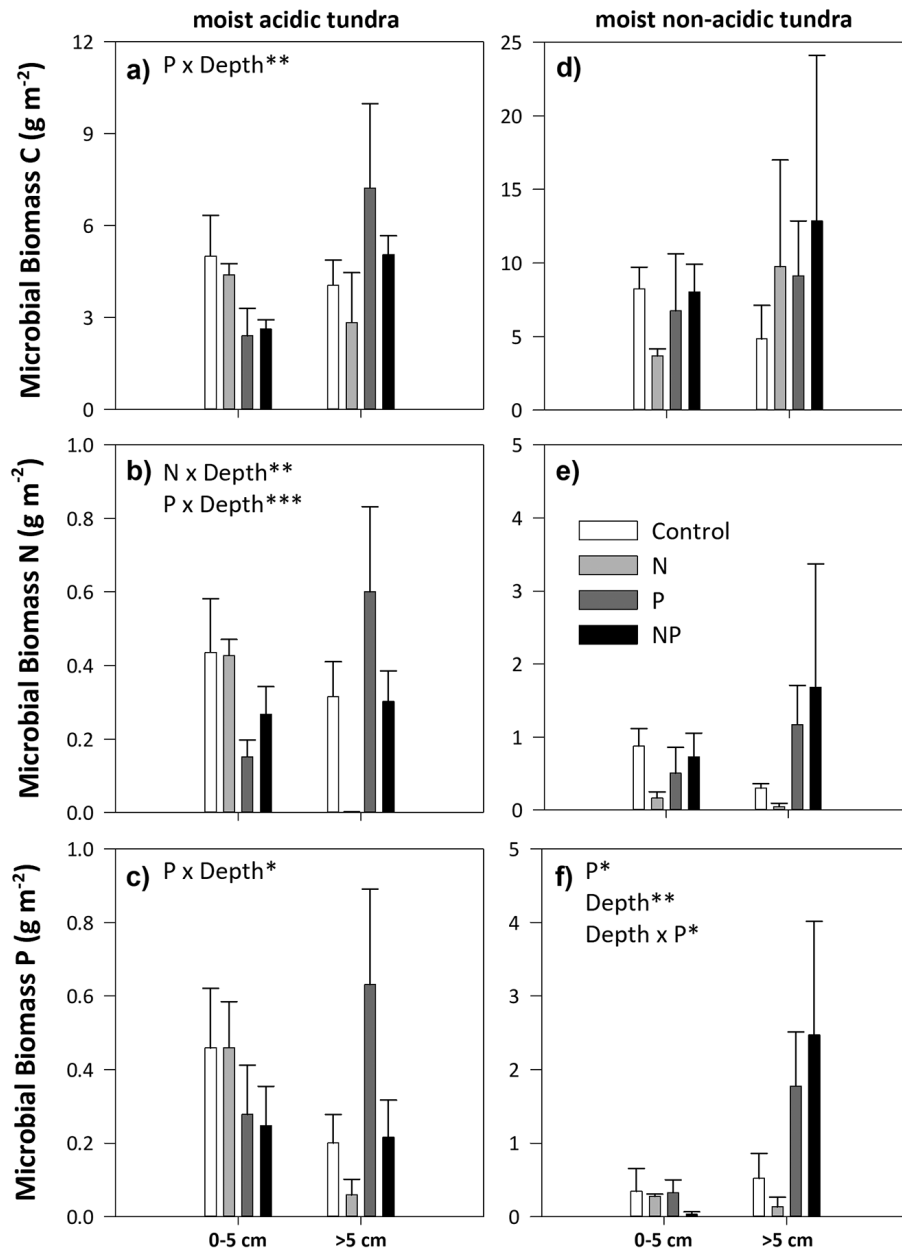 moist acidic tundra
moist non-acidic tundra
Microbial Biomass C (g m-2)
12
9
6
3
0
a) P x Depth**
25
20
15
10
5
0
d)
Microbial Biomass N (g m-2)
1.0
0.8
0.6
0.4
0.2
0.0
b) N x Depth**
P x Depth***
5
4
3
2
1
0
e)
Control
N
P
NP
Microbial Biomass P (g m-2)
1.0
0.8
0.6
0.4
0.2
0.0
c) P x Depth*
0-5 cm
>5 cm
5
4
3
2
1
0
f) P*
Depth**
Depth x P*
0-5 cm
>5 cm